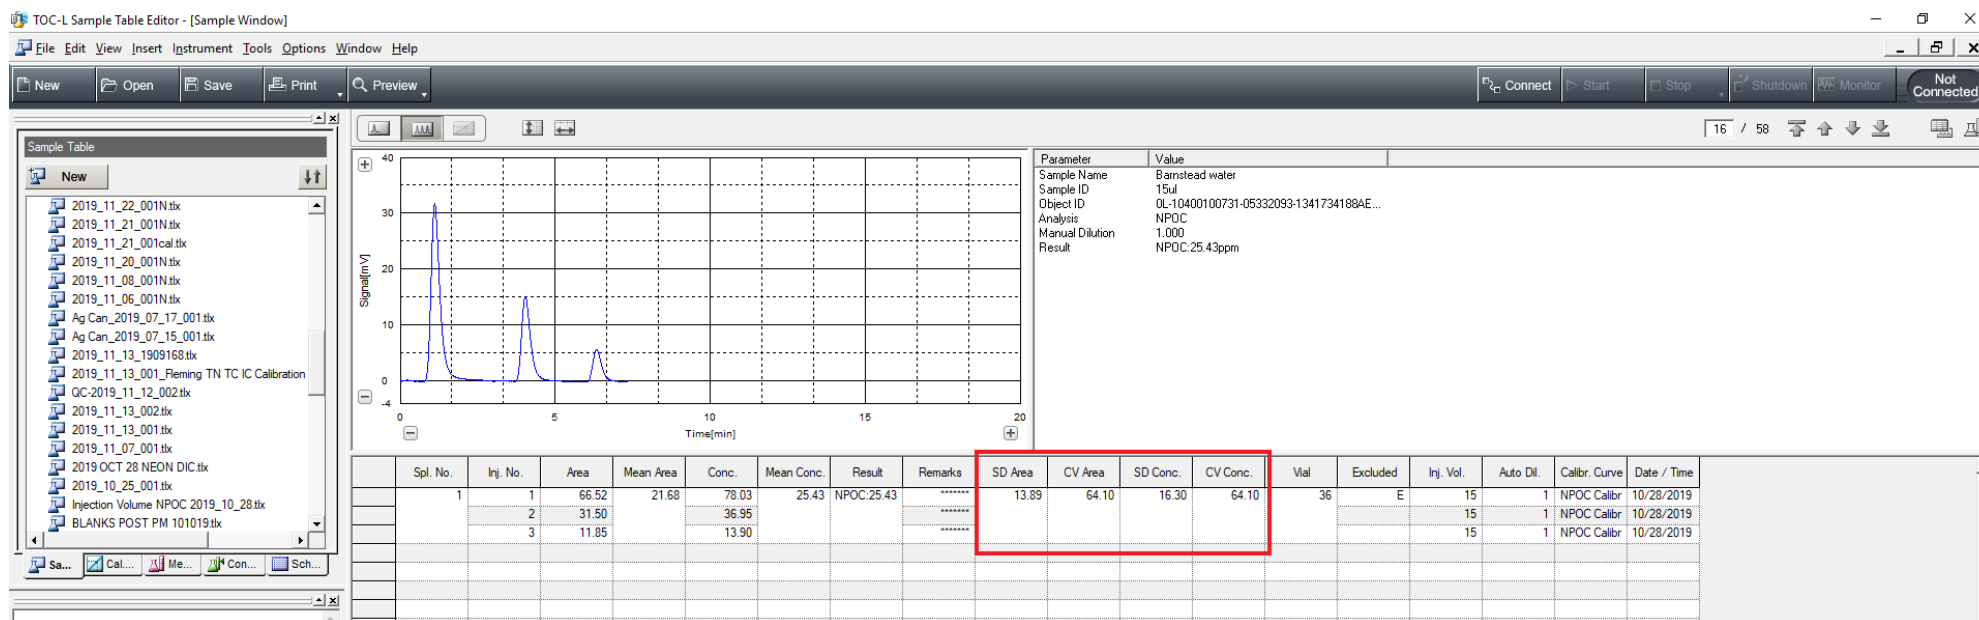 TOC-L Sample Table Editor - [Sample Window]
File Edit View Insert Instrument Tools Options Window Help
New Open Save Print Preview Connect Start Stop Shutdown Monitor Not Connected
16 / 58
Sample Table
New
2019_11_22_001N.tlx
2019_11_21_001N.tlx
2019_11_21_001cal.tlx
2019_11_20_001N.tlx
2019_11_08_001N.tlx
2019_11_06_001N.tlx
Ag Can_2019_07_17_001.tlx
Ag Can_2019_07_15_001.tlx
2019_11_13_1909168.tlx
2019_11_13_001_Fleming TN TC IC Calibration
QC-2019_11_12_002.tlx
2019_11_13_002.tlx
2019_11_13_001.tlx
2019_11_07_001.tlx
2019 OCT 28 NEON DIC.tlx
2019_10_25_001.tlx
Injection Volume NPOC 2019_10_28.tlx
BLANKS POST PM 101019.tlx
Sa... Cal.... Me... Con... Sch...
40
30
20
10
0
-4
Signal[mV]
0 5 10 15 20
Time[min]
Parameter Value
Sample Name Barnstead water
Sample ID 15ul
Object ID 0L-10400100731-05332093-1341734188AE...
Analysis NPOC
Manual Dilution 1.000
Result NPOC:25.43ppm
Spl. No. Inj. No. Area Mean Area Conc. Mean Conc. Result Remarks SD Area CV Area SD Conc. CV Conc. Vial Excluded Inj. Vol. Auto Dil. Calibr. Curve Date / Time
1 1 66.52 21.68 78.03 25.43 NPOC:25.43 ******* 13.89 64.10 16.30 64.10 36 E 15 1 NPOC Calibr 10/28/2019
2 31.50 36.95 15 1 NPOC Calibr 10/28/2019
3 11.85 13.90 ******* 15 1 NPOC Calibr 10/28/2019